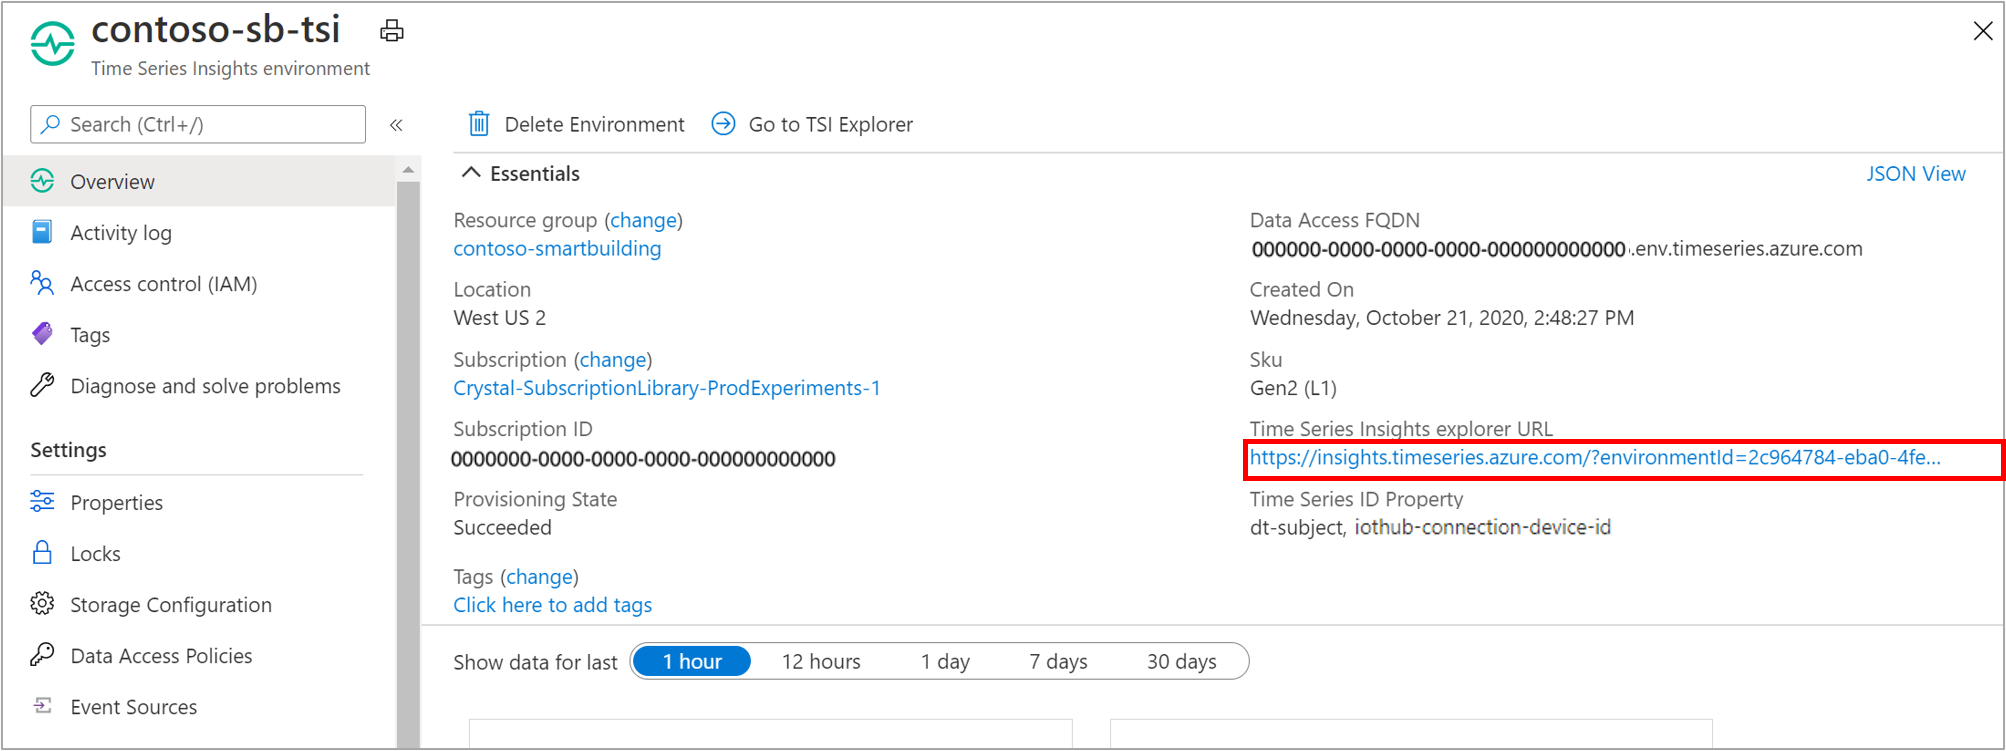 contoso-sb-tsi
Time Series Insights environment
Search (Ctrl+/)
«
Overview
Activity log
Access control (IAM)
Tags
Diagnose and solve problems
Settings
Properties
Locks
Storage Configuration
Data Access Policies
Event Sources
Delete Environment
Go to TSI Explorer
Essentials
JSON View
Resource group (change)
contoso-smartbuilding
Location
West US 2
Subscription (change)
Crystal-SubscriptionLibrary-ProdExperiments-1
Subscription ID
0000000-0000-0000-0000-000000000000
Provisioning State
Succeeded
Tags (change)
Click here to add tags
Data Access FQDN
000000-0000-0000-0000-000000000000.env.timeseries.azure.com
Created On
Wednesday, October 21, 2020, 2:48:27 PM
Sku
Gen2 (L1)
Time Series Insights explorer URL
https://insights.timeseries.azure.com/?environmentId=2c964784-eba0-4fe...
Time Series ID Property
dt-subject, iothub-connection-device-id
Show data for last
1 hour
12 hours
1 day
7 days
30 days